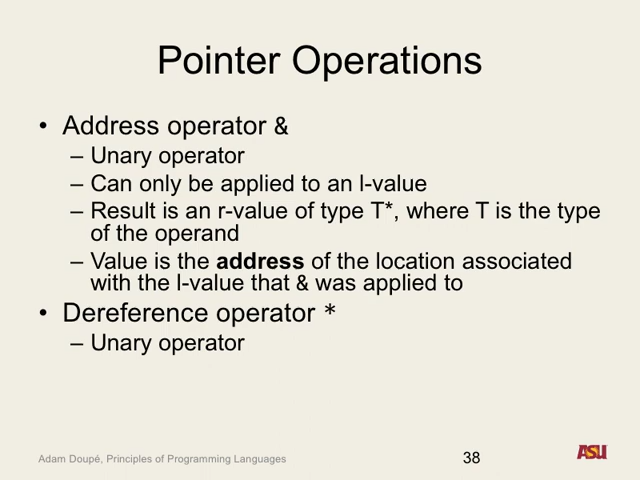 Pointer Operations
• Address operator &
– Unary operator
– Can only be applied to an l-value
– Result is an r-value of type T*, where T is the type
of the operand
– Value is the address of the location associated
with the l-value that & was applied to
• Dereference operator *
– Unary operator
Adam Doupé, Principles of Programming Languages
38
ASU